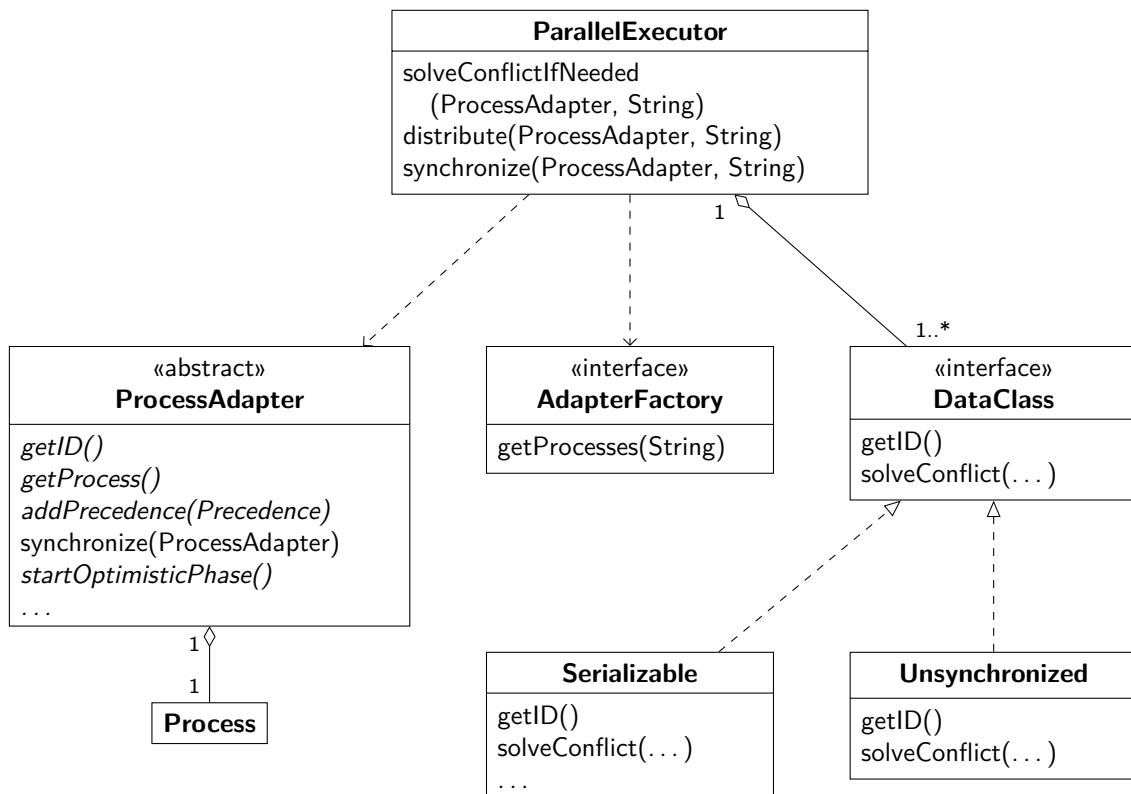 ParallelExecutor
solveConflictIfNeeded
(ProcessAdapter, String)
distribute(ProcessAdapter, String)
synchronize(ProcessAdapter, String)
1
1..*
«abstract»
ProcessAdapter
getID()
getProcess()
addPrecedence(Precedence)
synchronize(ProcessAdapter)
startOptimisticPhase()
...
«interface»
AdapterFactory
getProcesses(String)
«interface»
DataClass
getID()
solveConflict(...)
1
1
Process
Serializable
getID()
solveConflict(...)
...
Unsynchronized
getID()
solveConflict(...)